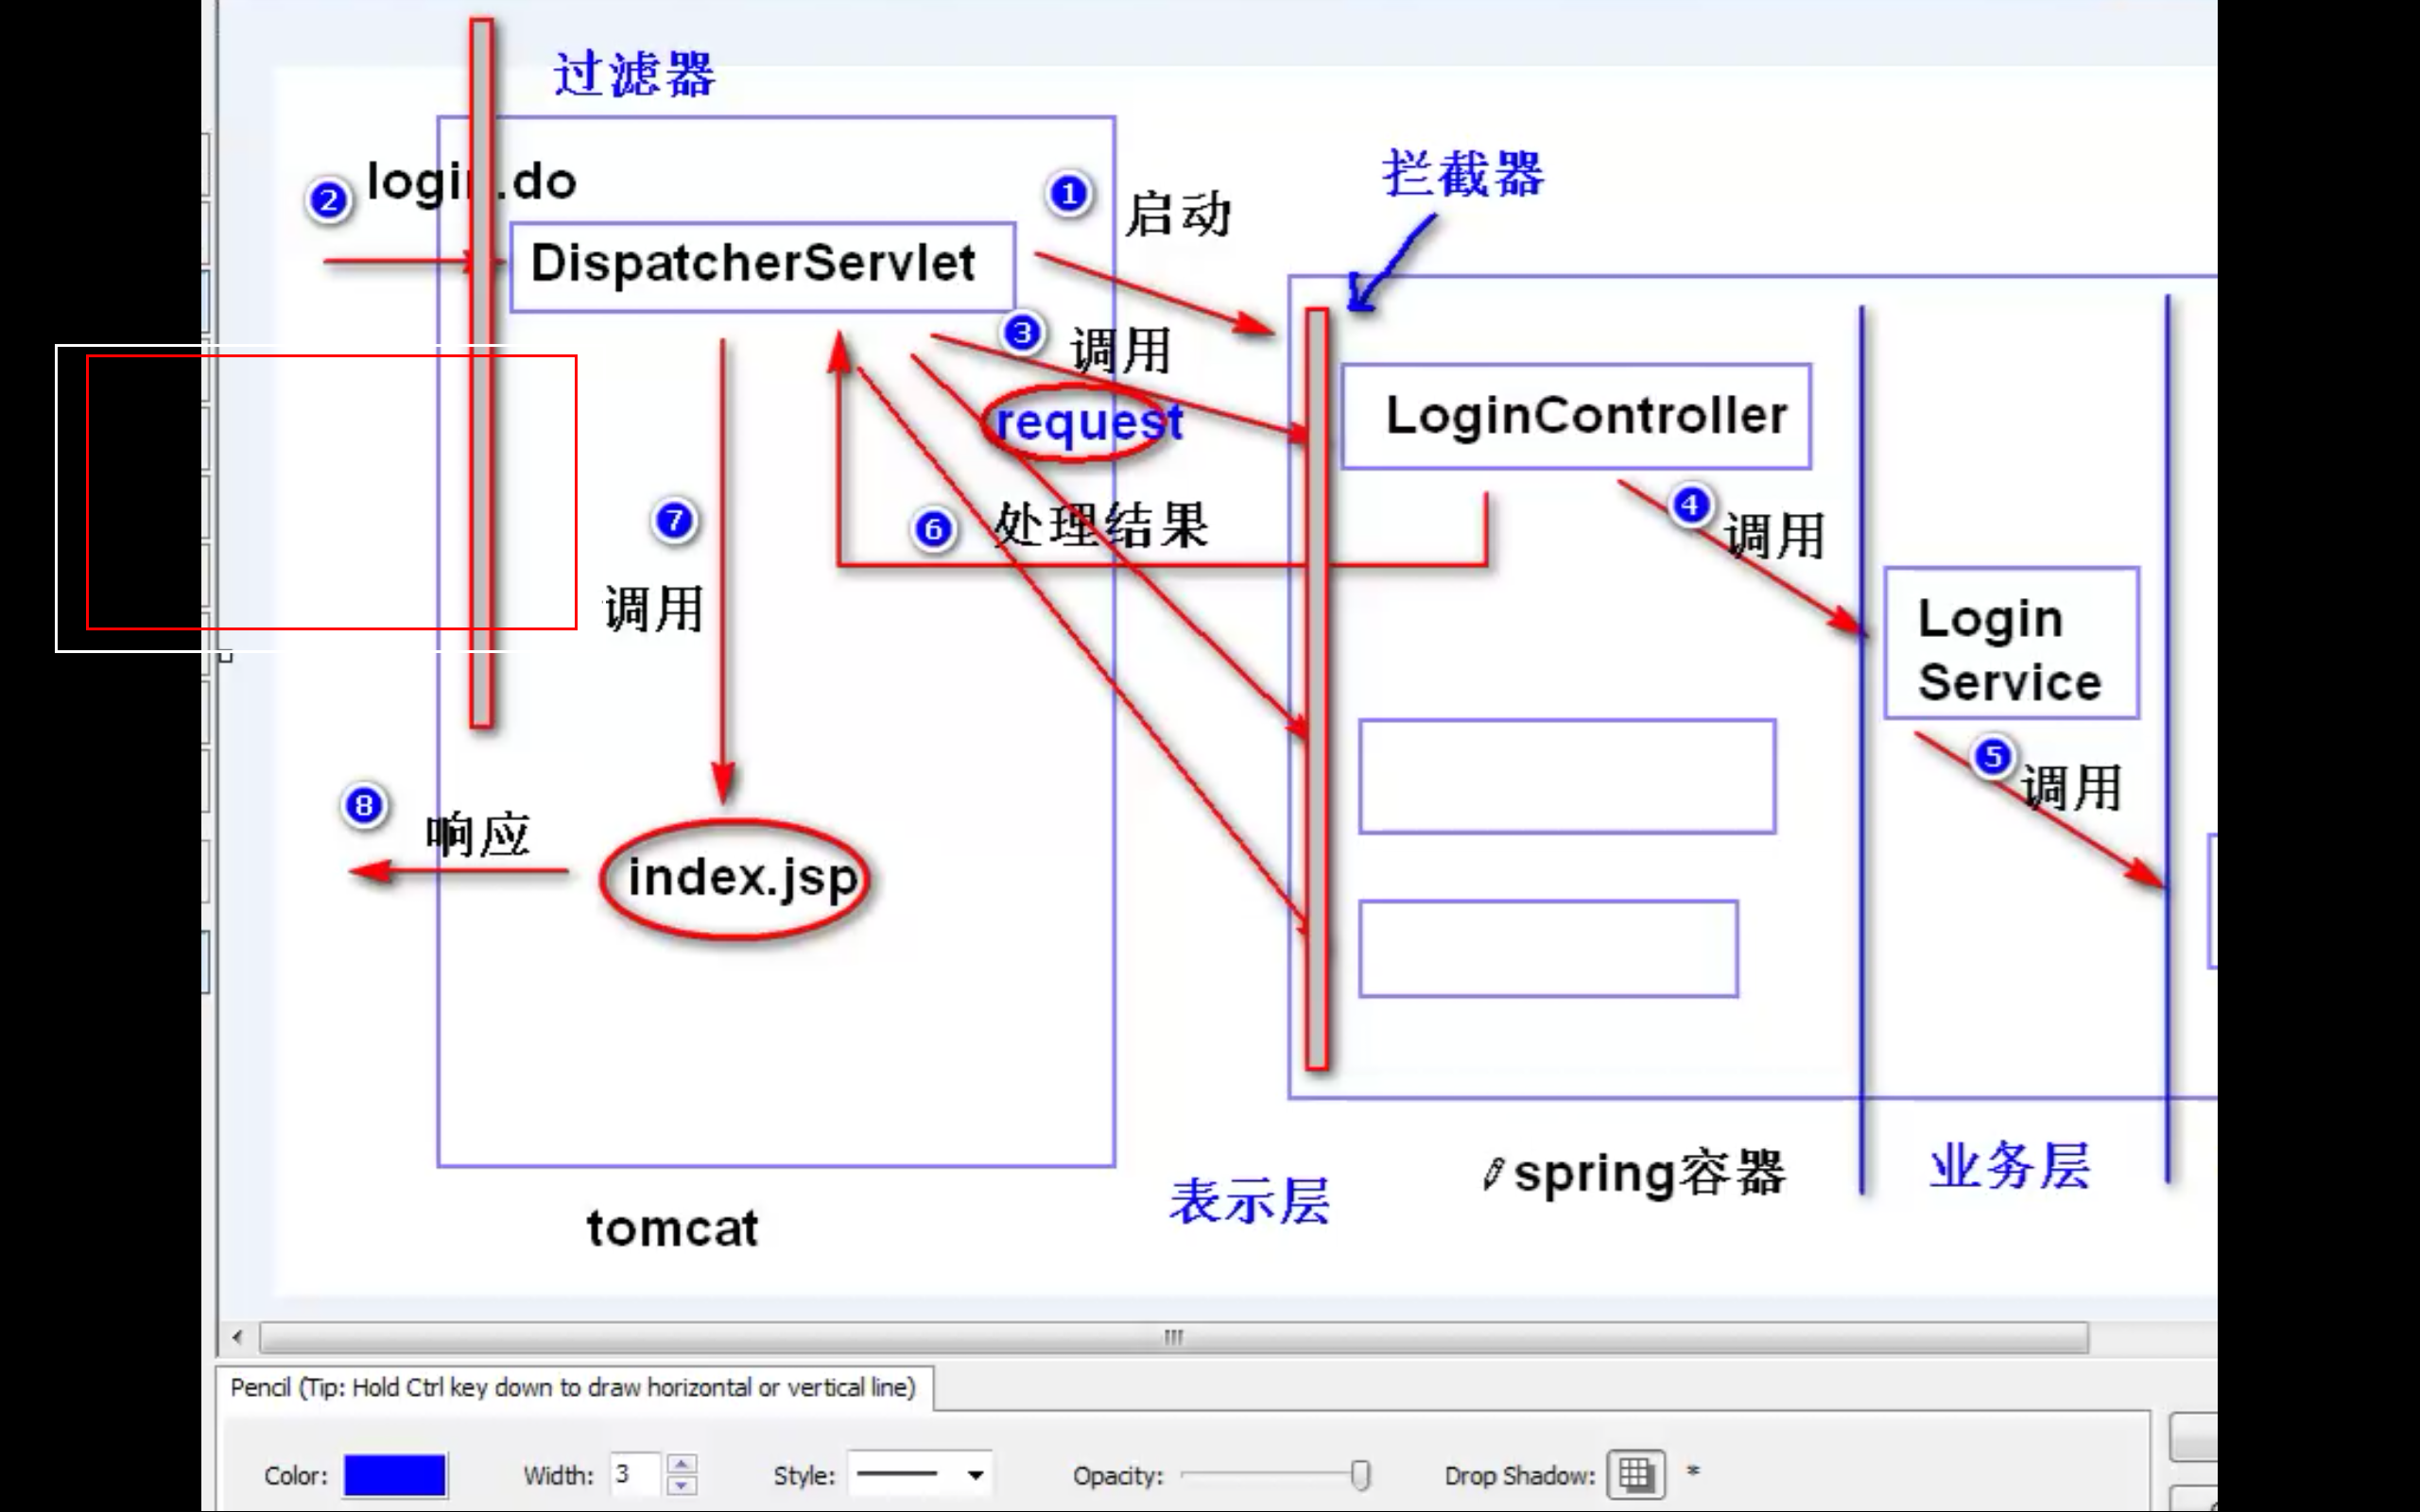 过滤器
拦截器
② login.do
① 启动
DispatcherServlet
③ 调用
request
LoginController
④ 调用
⑥ 处理结果
⑦
调用
Login
Service
⑤ 调用
⑧ 响应
index.jsp
spring容器
业务层
表示层
tomcat
Pencil (Tip: Hold Ctrl key down to draw horizontal or vertical line)
Color:
Width: 3
Style:
Opacity:
Drop Shadow:
*